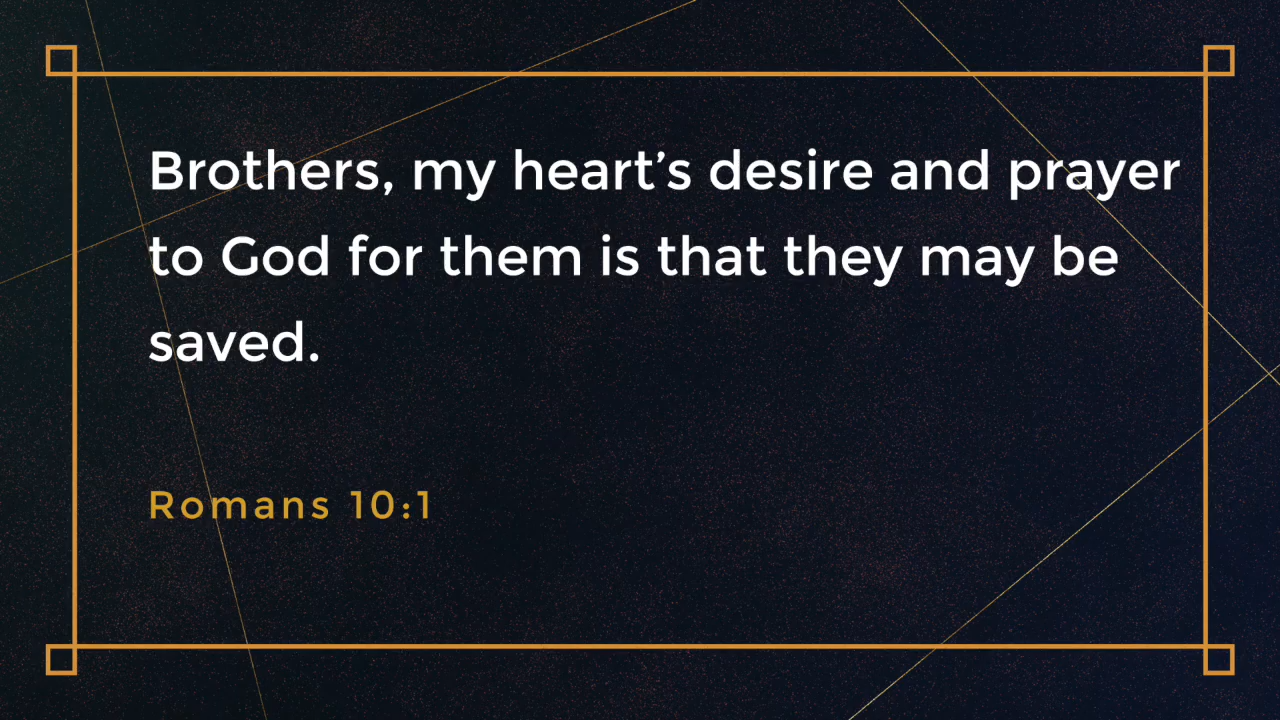 Brothers, my heart’s desire and prayer
to God for them is that they may be
saved.
Romans 10:1